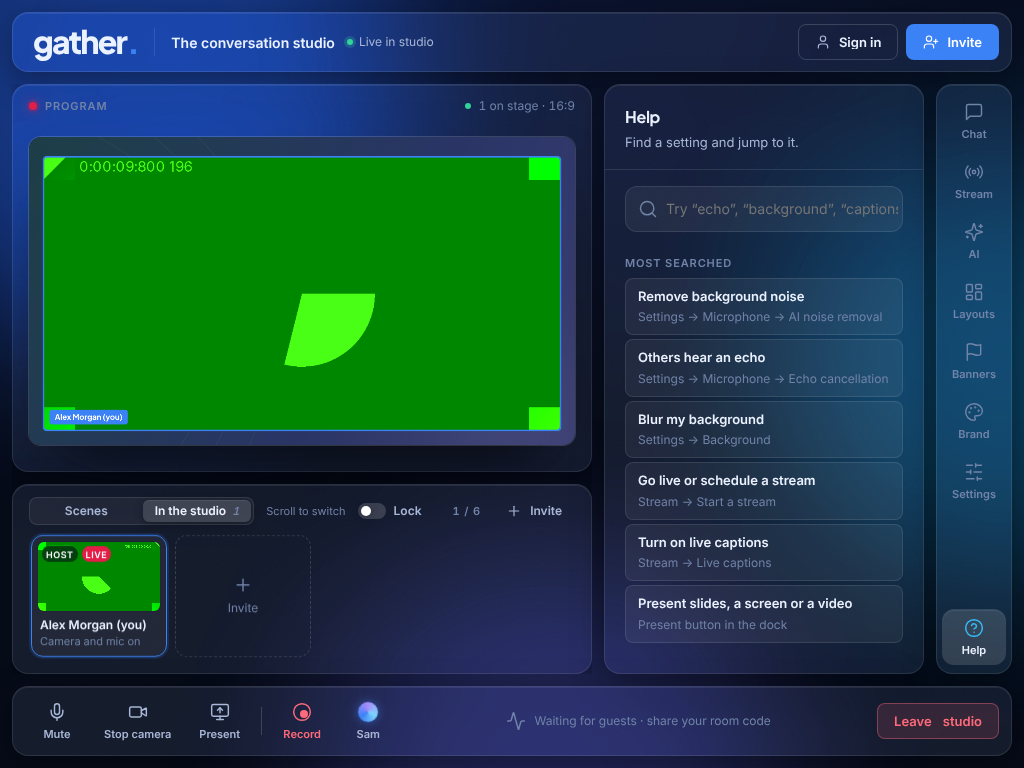 gather.
The conversation studio
Live in studio
Sign in
Invite
PROGRAM
1 on stage · 16:9
0:00:09:800 196
Alex Morgan (you)
Scenes
In the studio 1
Scroll to switch
Lock
1 / 6
Invite
HOST
LIVE
Alex Morgan (you)
Camera and mic on
Invite
Help
Find a setting and jump to it.
Try “echo”, “background”, “captions
MOST SEARCHED
Remove background noise
Settings → Microphone → AI noise removal
Others hear an echo
Settings → Microphone → Echo cancellation
Blur my background
Settings → Background
Go live or schedule a stream
Stream → Start a stream
Turn on live captions
Stream → Live captions
Present slides, a screen or a video
Present button in the dock
Chat
Stream
AI
Layouts
Banners
Brand
Settings
Help
Mute
Stop camera
Present
Record
Sam
Waiting for guests · share your room code
Leave studio